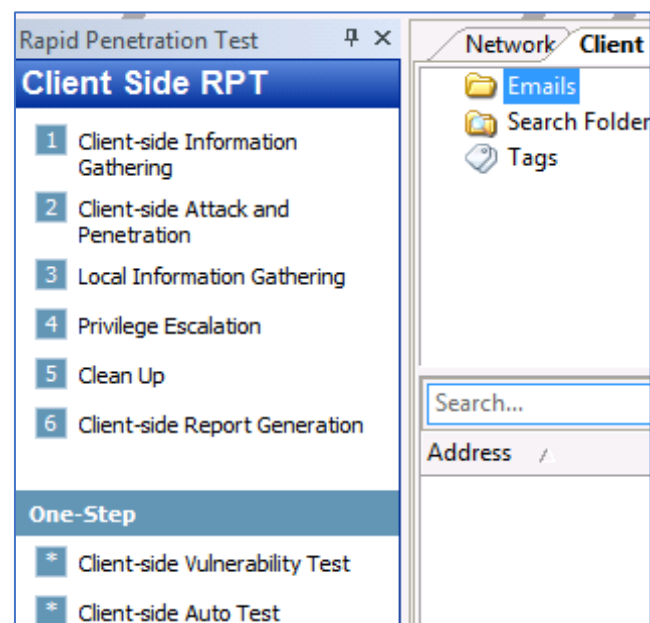 Rapid Penetration Test
Client Side RPT
1 Client-side Information
Gathering
2 Client-side Attack and
Penetration
3 Local Information Gathering
4 Privilege Escalation
5 Clean Up
6 Client-side Report Generation
One-Step
* Client-side Vulnerability Test
* Client-side Auto Test
Network Client
Emails
Search Folder
Tags
Search...
Address